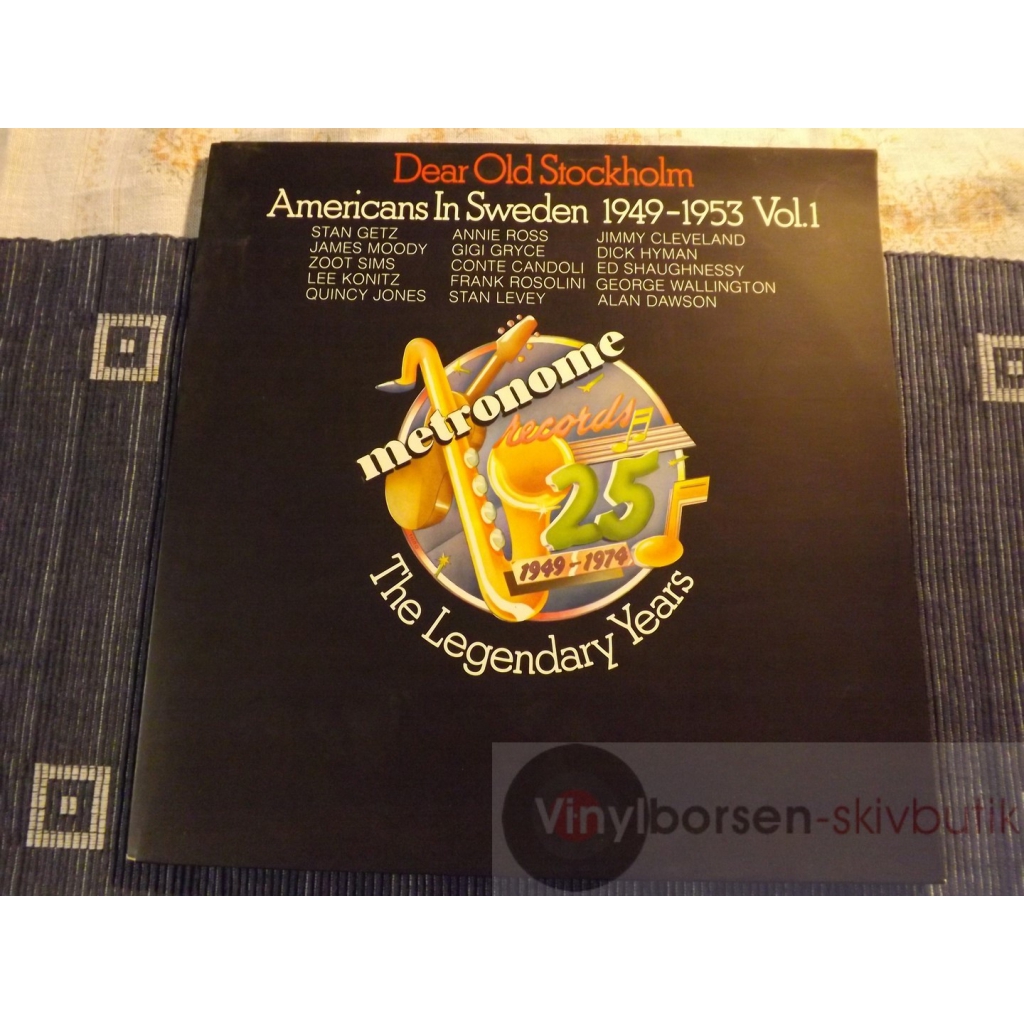 Dear Old Stockholm
Americans In Sweden 1949-1953 Vol.1
STAN GETZ ANNIE ROSS JIMMY CLEVELAND
JAMES MOODY GIGI GRYCE DICK HYMAN
ZOOT SIMS CONTE CANDOLI ED SHAUGHNESSY
LEE KONITZ FRANK ROSOLINI GEORGE WALLINGTON
QUINCY JONES STAN LEVEY ALAN DAWSON
metronome
records
25
1949-1974
The Legendary Years
Vinylborsen-skivbutik